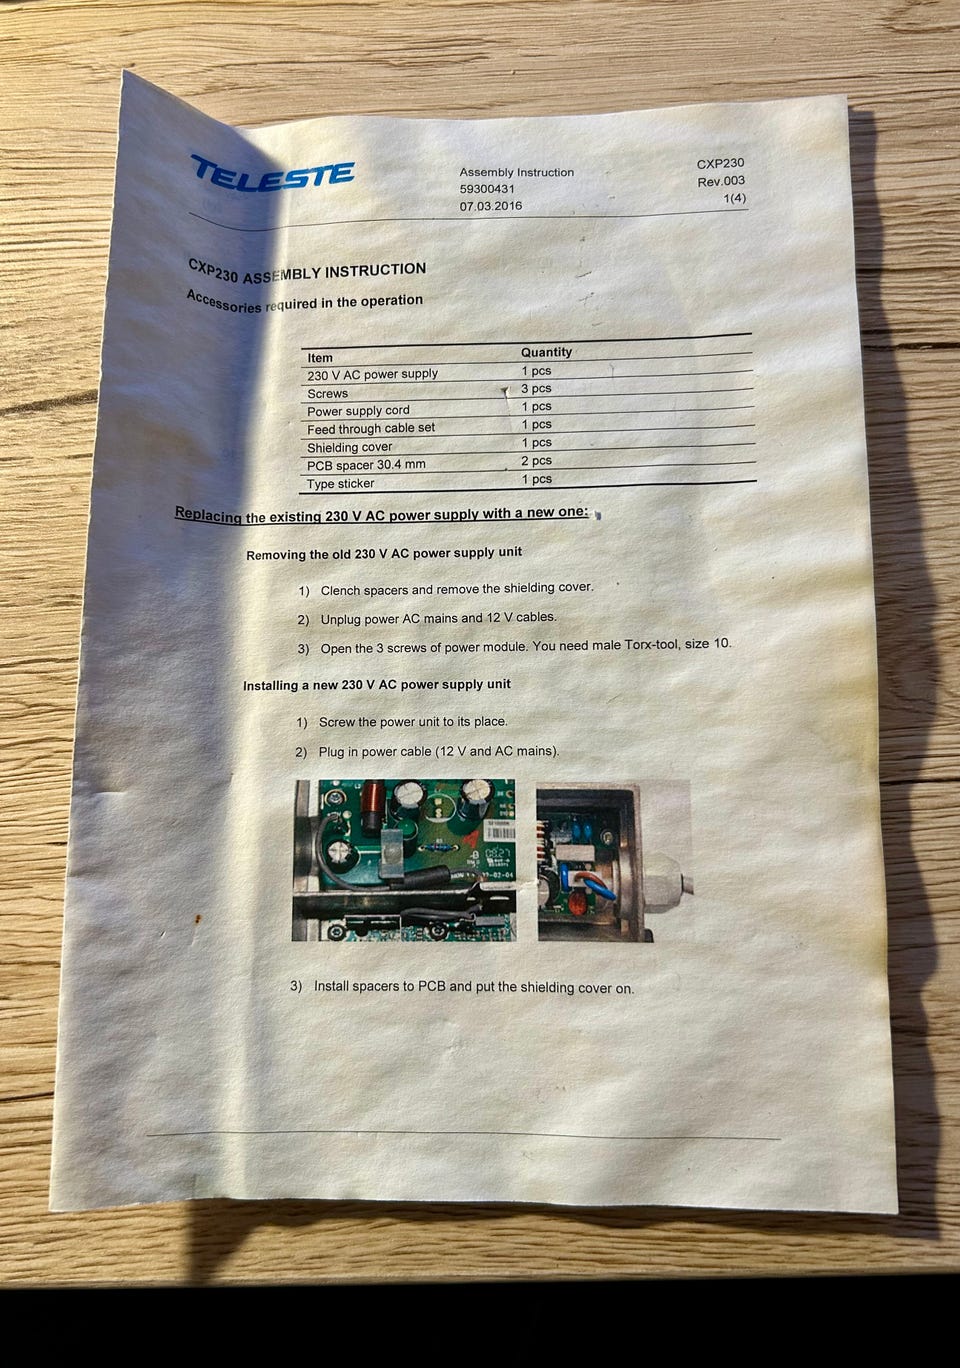 TELESTE
Assembly Instruction
59300431
07.03.2016
CXP230
Rev.003
1(4)
CXP230 ASSEMBLY INSTRUCTION
Accessories required in the operation
Item Quantity
230 V AC power supply 1 pcs
Screws 3 pcs
Power supply cord 1 pcs
Feed through cable set 1 pcs
Shielding cover 1 pcs
PCB spacer 30.4 mm 2 pcs
Type sticker 1 pcs
Replacing the existing 230 V AC power supply with a new one:
Removing the old 230 V AC power supply unit
1) Clench spacers and remove the shielding cover.
2) Unplug power AC mains and 12 V cables.
3) Open the 3 screws of power module. You need male Torx-tool, size 10.
Installing a new 230 V AC power supply unit
1) Screw the power unit to its place.
2) Plug in power cable (12 V and AC mains).
3) Install spacers to PCB and put the shielding cover on.